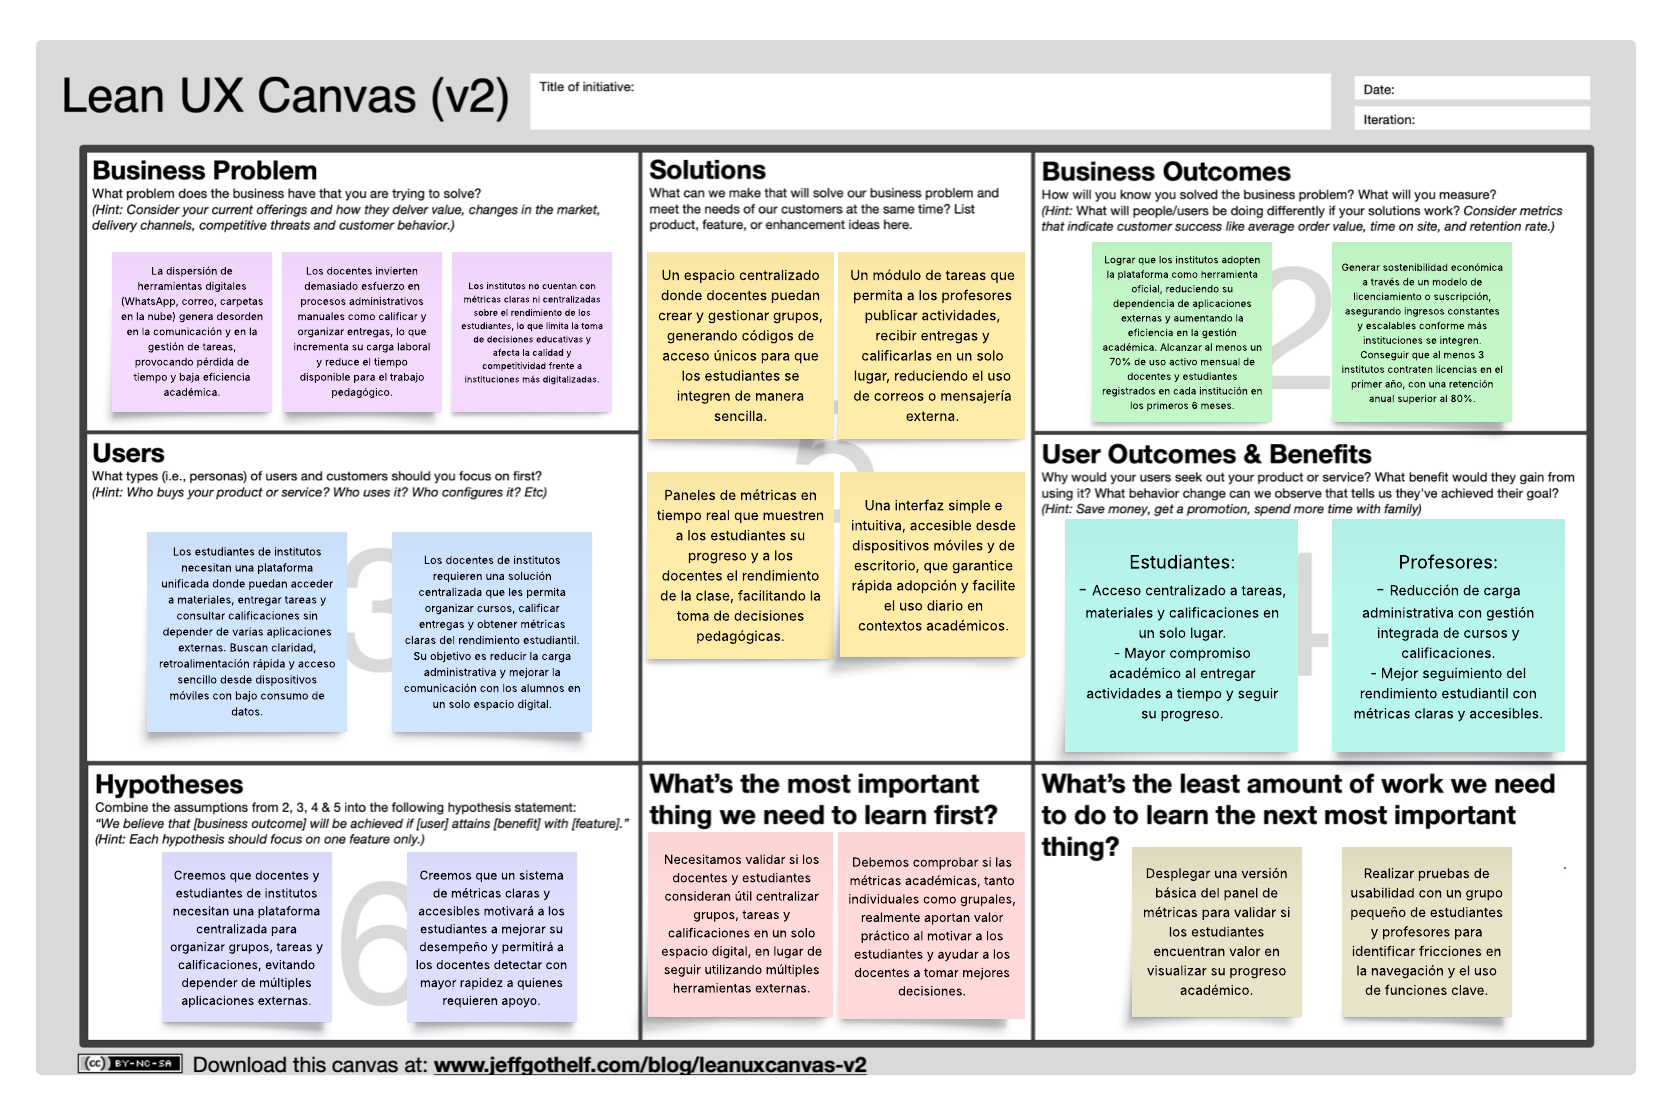 Lean UX Canvas (v2)
Title of initiative:
Date:
Iteration:
Business Problem
What problem does the business have that you are trying to solve?
(Hint: Consider your current offerings and how they delver value, changes in the market,
delivery channels, competitive threats and customer behavior.)
La dispersión de
herramientas digitales
(WhatsApp, correo, carpetas
en la nube) genera desorden
en la comunicación y en la
gestión de tareas,
provocando pérdida de
tiempo y baja eficiencia
académica.
Los docentes invierten
demasiado esfuerzo en
procesos administrativos
manuales como calificar y
organizar entregas, lo que
incrementa su carga laboral
y reduce el tiempo
disponible para el trabajo
pedagógico.
Los institutos no cuentan con
métricas claras ni centralizadas
sobre el rendimiento de los
estudiantes, lo que limita la toma
de decisiones educativas y
afecta la calidad y
competitividad frente a
instituciones más digitalizadas.
Solutions
What can we make that will solve our business problem and
meet the needs of our customers at the same time? List
product, feature, or enhancement ideas here.
Un espacio centralizado
donde docentes puedan
crear y gestionar grupos,
generando códigos de
acceso únicos para que
los estudiantes se
integren de manera
sencilla.
Un módulo de tareas que
permita a los profesores
publicar actividades,
recibir entregas y
calificarlas en un solo
lugar, reduciendo el uso
de correos o mensajería
externa.
5
Paneles de métricas en
tiempo real que muestren
a los estudiantes su
progreso y a los
docentes el rendimiento
de la clase, facilitando la
toma de decisiones
pedagógicas.
Una interfaz simple e
intuitiva, accesible desde
dispositivos móviles y de
escritorio, que garantice
rápida adopción y facilite
el uso diario en
contextos académicos.
Business Outcomes
How will you know you solved the business problem? What will you measure?
(Hint: What will people/users be doing differently if your solutions work? Consider metrics
that indicate customer success like average order value, time on site, and retention rate.)
Lograr que los institutos adopten
la plataforma como herramienta
oficial, reduciendo su
dependencia de aplicaciones
externas y aumentando la
eficiencia en la gestión
académica. Alcanzar al menos un
70% de uso activo mensual de
docentes y estudiantes
registrados en cada institución en
los primeros 6 meses.
2
Generar sostenibilidad económica
a través de un modelo de
licenciamiento o suscripción,
asegurando ingresos constantes
y escalables conforme más
instituciones se integren.
Conseguir que al menos 3
institutos contraten licencias en el
primer año, con una retención
anual superior al 80%.
Users
What types (i.e., personas) of users and customers should you focus on first?
(Hint: Who buys your product or service? Who uses it? Who configures it? Etc)
Los estudiantes de institutos
necesitan una plataforma
unificada donde puedan acceder
a materiales, entregar tareas y
consultar calificaciones sin
depender de varias aplicaciones
externas. Buscan claridad,
retroalimentación rápida y acceso
sencillo desde dispositivos
móviles con bajo consumo de
datos.
3
Los docentes de institutos
requieren una solución
centralizada que les permita
organizar cursos, calificar
entregas y obtener métricas
claras del rendimiento estudiantil.
Su objetivo es reducir la carga
administrativa y mejorar la
comunicación con los alumnos en
un solo espacio digital.
User Outcomes & Benefits
Why would your users seek out your product or service? What benefit would they gain from
using it? What behavior change can we observe that tells us they've achieved their goal?
(Hint: Save money, get a promotion, spend more time with family)
Estudiantes:
- Acceso centralizado a tareas,
materiales y calificaciones en
un solo lugar.
- Mayor compromiso
académico al entregar
actividades a tiempo y seguir
su progreso.
4
Profesores:
- Reducción de carga
administrativa con gestión
integrada de cursos y
calificaciones.
- Mejor seguimiento del
rendimiento estudiantil con
métricas claras y accesibles.
Hypotheses
Combine the assumptions from 2, 3, 4 & 5 into the following hypothesis statement:
“We believe that [business outcome] will be achieved if [user] attains [benefit] with [feature].”
(Hint: Each hypothesis should focus on one feature only.)
Creemos que docentes y
estudiantes de institutos
necesitan una plataforma
centralizada para
organizar grupos, tareas y
calificaciones, evitando
depender de múltiples
aplicaciones externas.
6
Creemos que un sistema
de métricas claras y
accesibles motivará a los
estudiantes a mejorar su
desempeño y permitirá a
los docentes detectar con
mayor rapidez a quienes
requieren apoyo.
What’s the most important
thing we need to learn first?
Necesitamos validar si los
docentes y estudiantes
consideran útil centralizar
grupos, tareas y
calificaciones en un solo
espacio digital, en lugar de
seguir utilizando múltiples
herramientas externas.
Debemos comprobar si las
métricas académicas, tanto
individuales como grupales,
realmente aportan valor
práctico al motivar a los
estudiantes y ayudar a los
docentes a tomar mejores
decisiones.
What’s the least amount of work we need
to do to learn the next most important
thing?
Desplegar una versión
básica del panel de
métricas para validar si
los estudiantes
encuentran valor en
visualizar su progreso
académico.
Realizar pruebas de
usabilidad con un grupo
pequeño de estudiantes
y profesores para
identificar fricciones en
la navegación y el uso
de funciones clave.
(cc) BY-NC-SA
Download this canvas at: www.jeffgothelf.com/blog/leanuxcanvas-v2